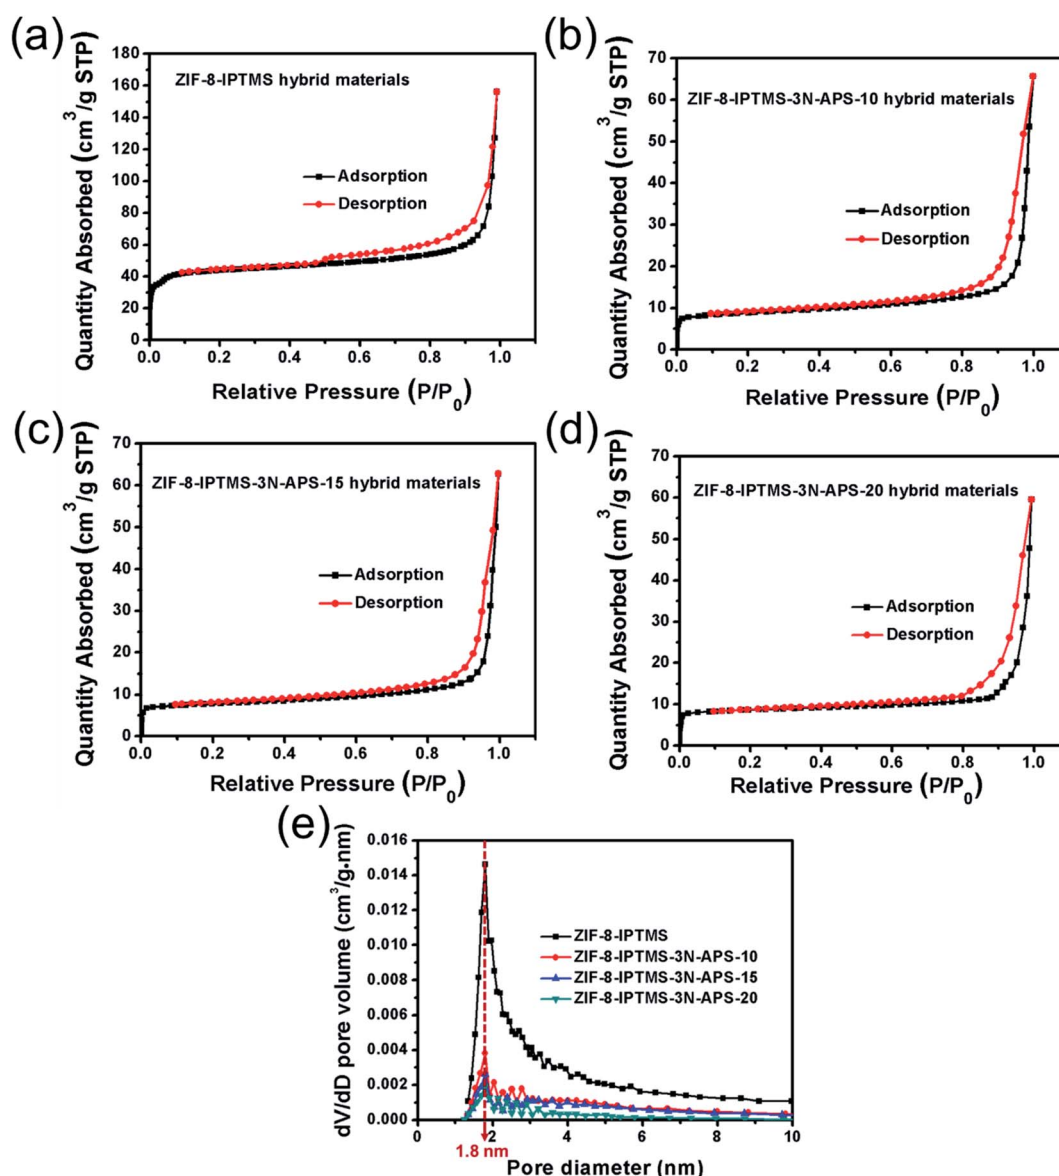 (a)
Quantity Absorbed (cm³/g STP)
180
160
140
120
100
80
60
40
20
0
ZIF-8-IPTMS hybrid materials
Adsorption
Desorption
0.0 0.2 0.4 0.6 0.8 1.0
Relative Pressure (P/P₀)
(b)
Quantity Absorbed (cm³/g STP)
70
60
50
40
30
20
10
0
ZIF-8-IPTMS-3N-APS-10 hybrid materials
Adsorption
Desorption
0.0 0.2 0.4 0.6 0.8 1.0
Relative Pressure (P/P₀)
(c)
Quantity Absorbed (cm³/g STP)
70
60
50
40
30
20
10
0
ZIF-8-IPTMS-3N-APS-15 hybrid materials
Adsorption
Desorption
0.0 0.2 0.4 0.6 0.8 1.0
Relative Pressure (P/P₀)
(d)
Quantity Absorbed (cm³/g STP)
70
60
50
40
30
20
10
0
ZIF-8-IPTMS-3N-APS-20 hybrid materials
Adsorption
Desorption
0.0 0.2 0.4 0.6 0.8 1.0
Relative Pressure (P/P₀)
(e)
dV/dD pore volume (cm³/g·nm)
0.016
0.014
0.012
0.010
0.008
0.006
0.004
0.002
0.000
ZIF-8-IPTMS
ZIF-8-IPTMS-3N-APS-10
ZIF-8-IPTMS-3N-APS-15
ZIF-8-IPTMS-3N-APS-20
0 2 4 6 8 10
1.8 nm
Pore diameter (nm)